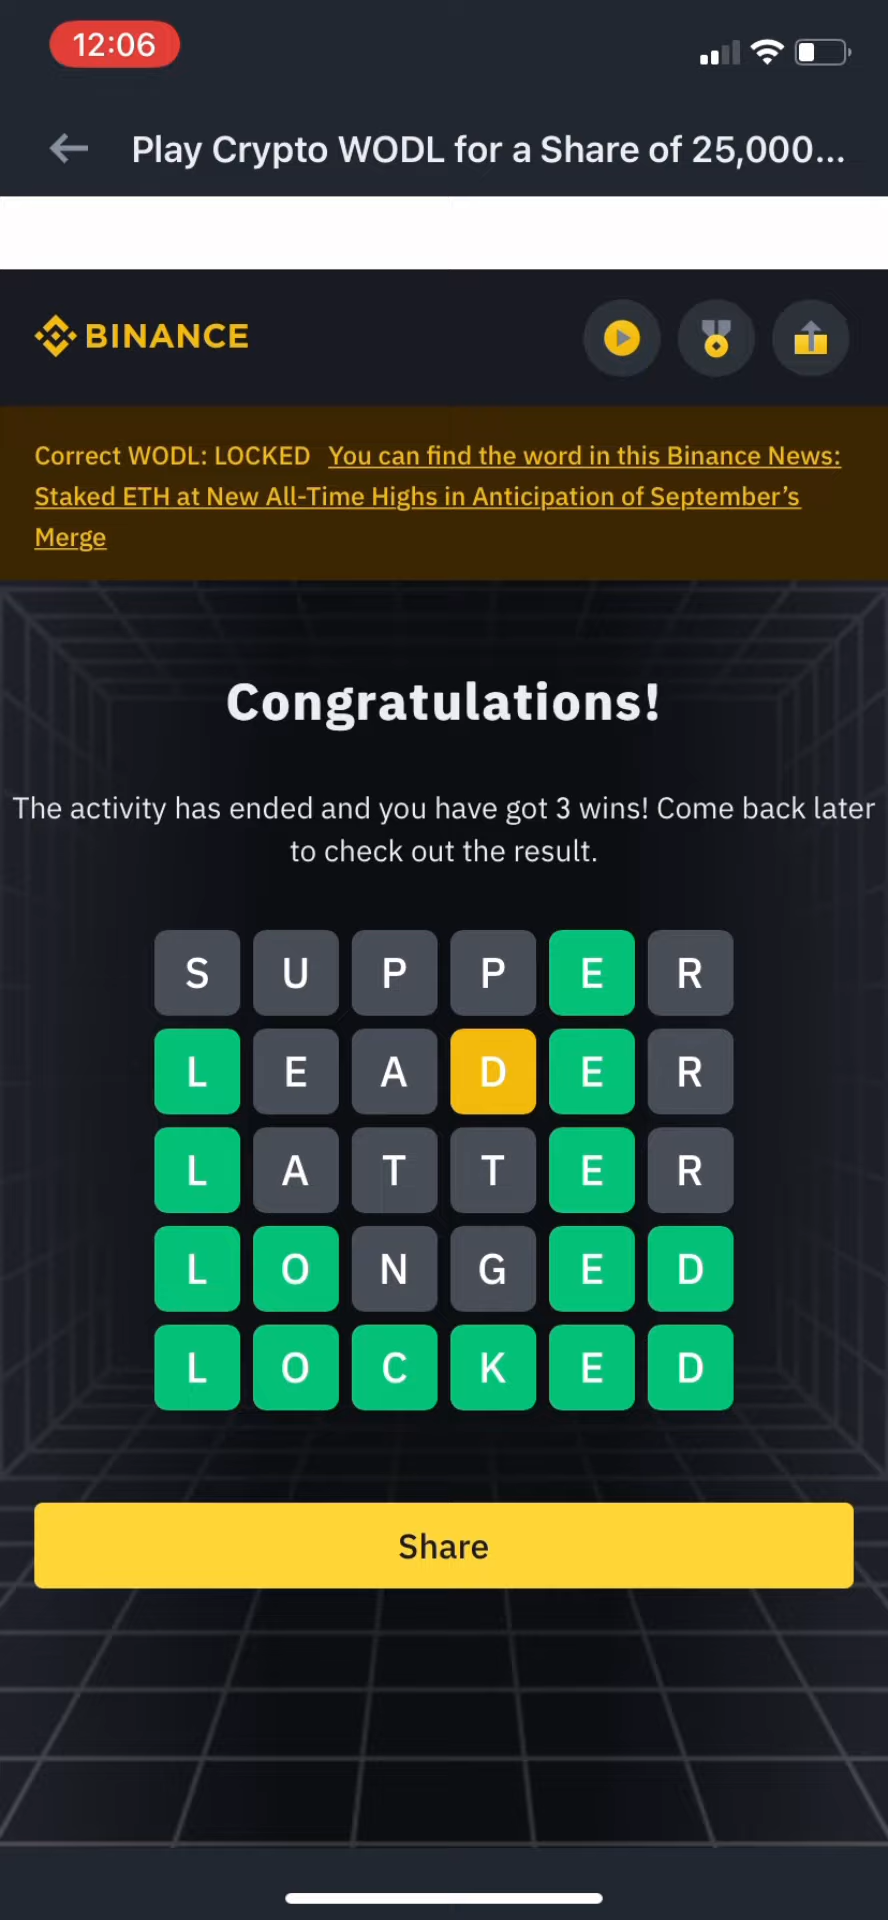 12:06
Play Crypto WODL for a Share of 25,000...
BINANCE
Correct WODL: LOCKED You can find the word in this Binance News:
Staked ETH at New All-Time Highs in Anticipation of September’s
Merge
Congratulations!
The activity has ended and you have got 3 wins! Come back later
to check out the result.
S U P P E R
L E A D E R
L A T T E R
L O N G E D
L O C K E D
Share